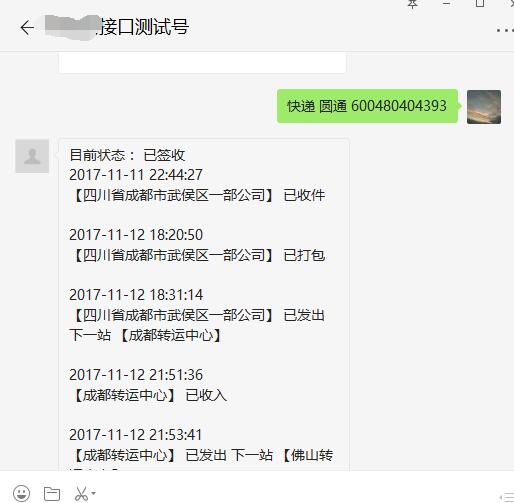 接口测试号
快递 圆通 600480404393
目前状态：已签收
2017-11-11 22:44:27
【四川省成都市武侯区一部公司】 已收件
2017-11-12 18:20:50
【四川省成都市武侯区一部公司】 已打包
2017-11-12 18:31:14
【四川省成都市武侯区一部公司】 已发出
下一站 【成都转运中心】
2017-11-12 21:51:36
【成都转运中心】 已收入
2017-11-12 21:53:41
【成都转运中心】 已发出 下一站 【佛山转